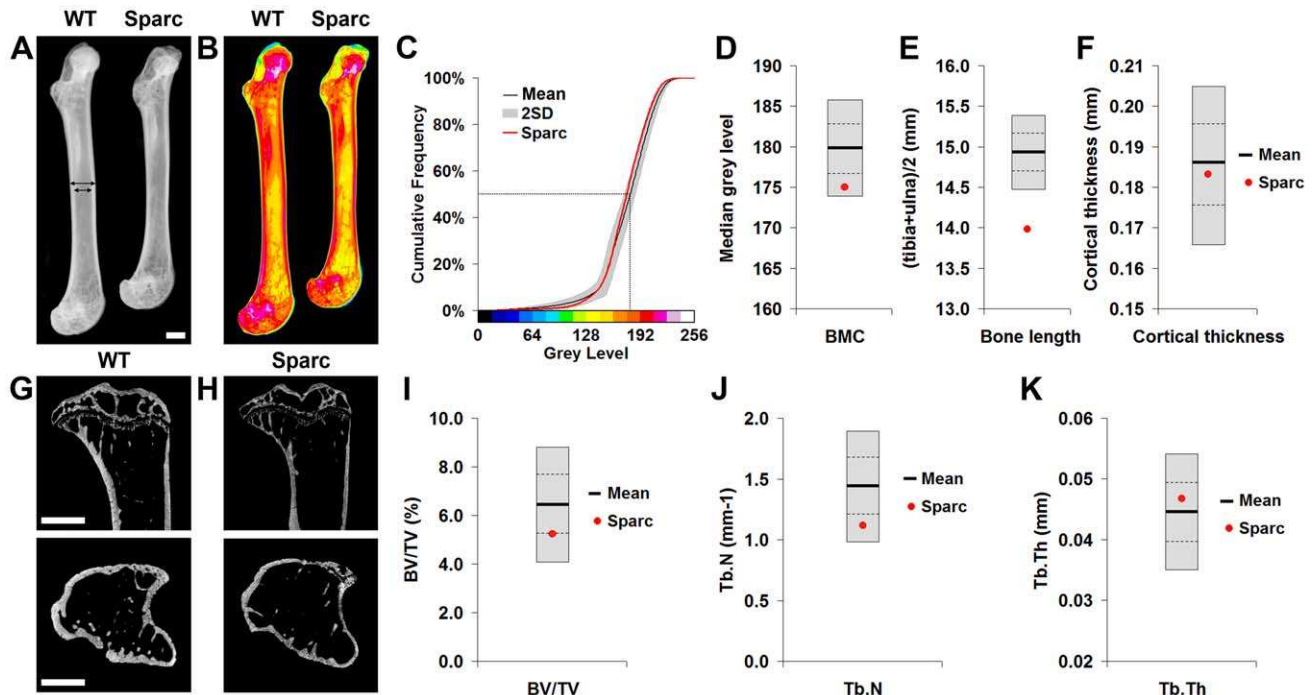 WT Sparc WT Sparc
A B C D E F
100%
80%
60%
40%
20%
0%
Cumulative Frequency
Mean
2SD
Sparc
0 64 128 192 256
Grey Level
190
185
180
175
170
165
160
Median grey level
BMC
16.0
15.5
15.0
14.5
14.0
13.5
13.0
(tibia+ulna)/2 (mm)
Bone length
0.21
0.20
0.19
0.18
0.17
0.16
0.15
Cortical thickness (mm)
Cortical thickness
Mean
Sparc
WT Sparc
G H I J K
10.0
8.0
6.0
4.0
2.0
0.0
BV/TV (%)
BV/TV
Mean
Sparc
2.0
1.5
1.0
0.5
0.0
Tb.N (mm-1)
Tb.N
Mean
Sparc
0.06
0.05
0.04
0.03
0.02
Tb.Th (mm)
Tb.Th
Mean
Sparc